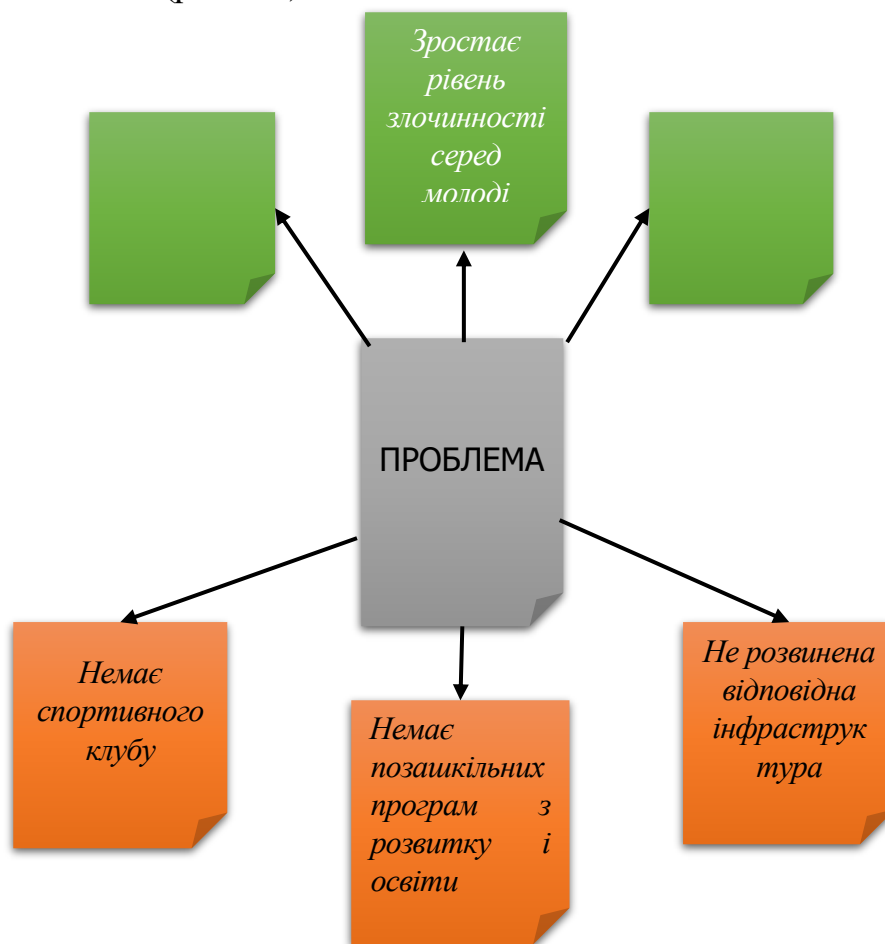 Зростає
рівень
злочинності
серед
молоді
ПРОБЛЕМА
Немає
спортивного
клубу
Немає
позашкільних
програм з
розвитку і
освіти
Не розвинена
відповідна
інфраструк
тура